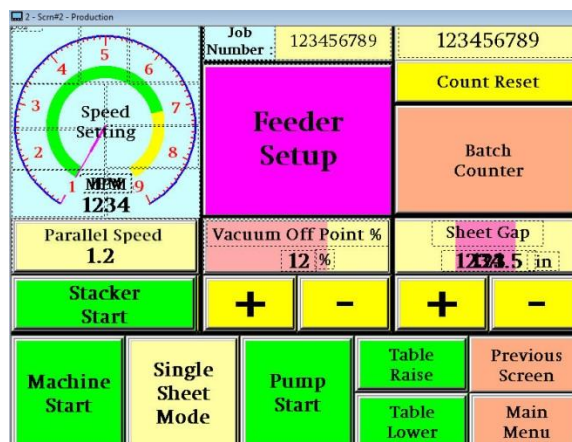 2 - Scrn#2 - Production
Job
Number :
123456789
123456789
1
2
3
4
5
6
7
8
9
Speed
Setting
1234
Count Reset
Feeder
Setup
Batch
Counter
Parallel Speed
1.2
Vacuum Off Point %
12 %
Sheet Gap
in
Stacker
Start
+
-
+
-
Machine
Start
Single
Sheet
Mode
Pump
Start
Table
Raise
Previous
Screen
Table
Lower
Main
Menu